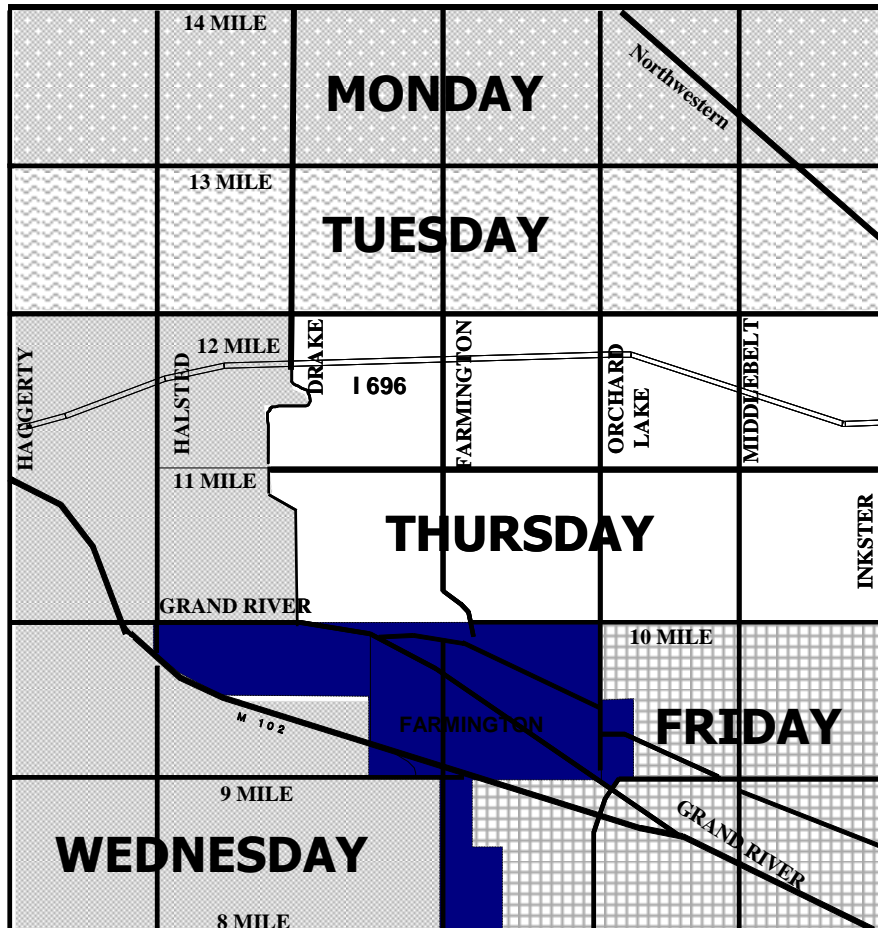 14 MILE
MONDAY
Northwestern
13 MILE
TUESDAY
12 MILE
HAGGERTY
HALSTED
DRAKE
I 696
FARMINGTON
ORCHARD
LAKE
MIDDLEBELT
11 MILE
THURSDAY
INKSTER
GRAND RIVER
10 MILE
M 102
FARMINGTON
FRIDAY
9 MILE
GRAND RIVER
WEDNESDAY
8 MILE